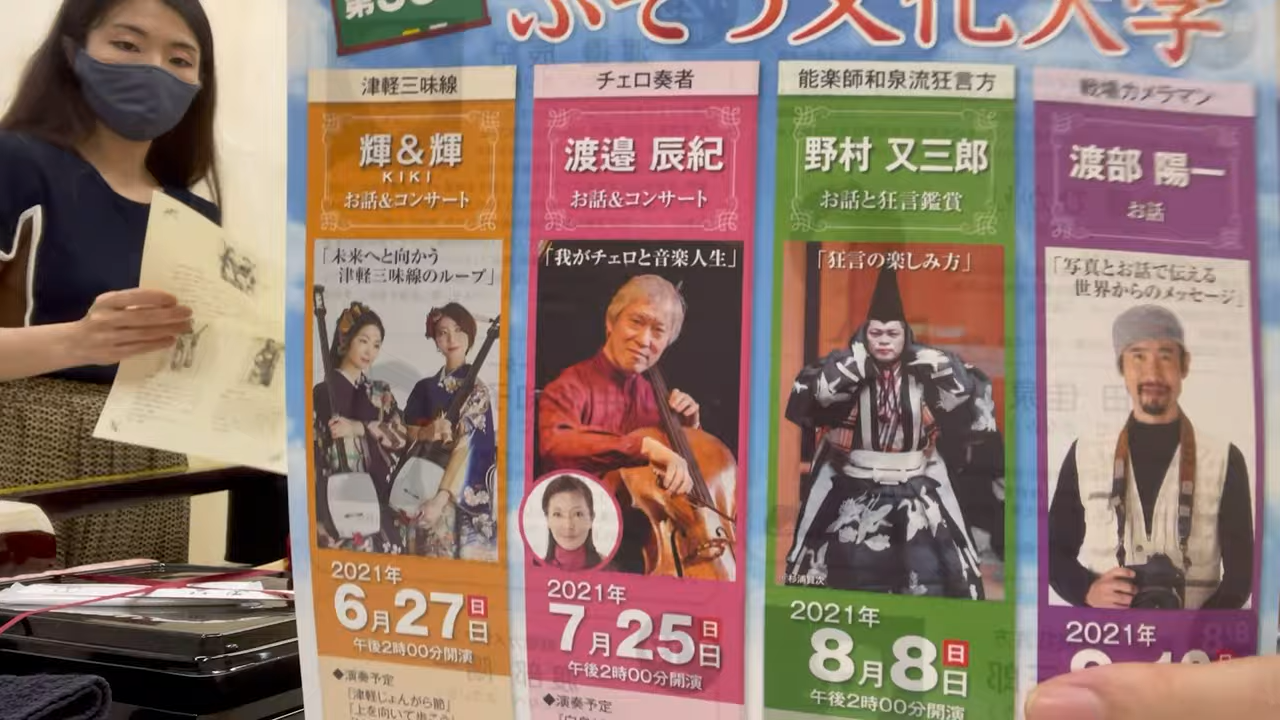 ふそう文化大学
津軽三味線
輝&輝
KIKI
お話&コンサート
「未来へと向かう
津軽三味線のループ」
2021年
6月27日
日
午後2時00分開演
◆演奏予定
「津軽じょんがら節」
「上を向いて歩こう」
チェロ奏者
渡邉 辰紀
お話&コンサート
「我がチェロと音楽人生」
2021年
7月25日
日
午後2時00分開演
◆演奏予定
能楽師和泉流狂言方
野村 又三郎
お話と狂言鑑賞
「狂言の楽しみ方」
2021年
8月8日
日
午後2時00分開演
戦場カメラマン
渡部 陽一
お話
「写真とお話で伝える
世界からのメッセージ」
2021年